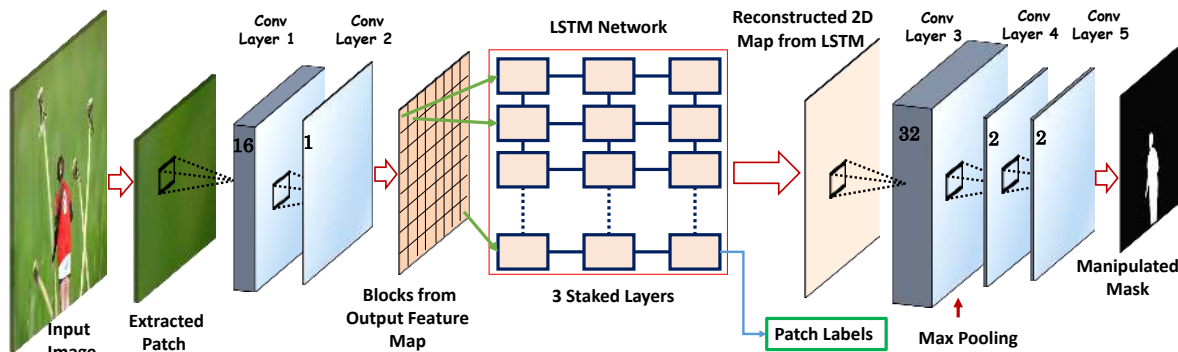 Conv
Layer 1
Conv
Layer 2
LSTM Network
Reconstructed 2D
Map from LSTM
Conv
Layer 3
Conv
Layer 4
Conv
Layer 5
16
1
32
2
2
Input
Image
Extracted
Patch
Blocks from
Output Feature
Map
3 Staked Layers
Patch Labels
Max Pooling
Manipulated
Mask